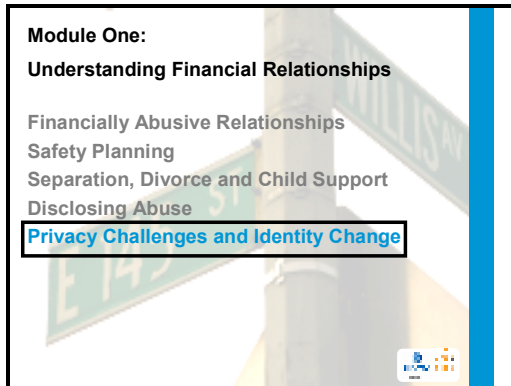 Module One:
Understanding Financial Relationships
Financially Abusive Relationships
Safety Planning
Separation, Divorce and Child Support
Disclosing Abuse
Privacy Challenges and Identity Change
WILLIS AV
E 145 ST